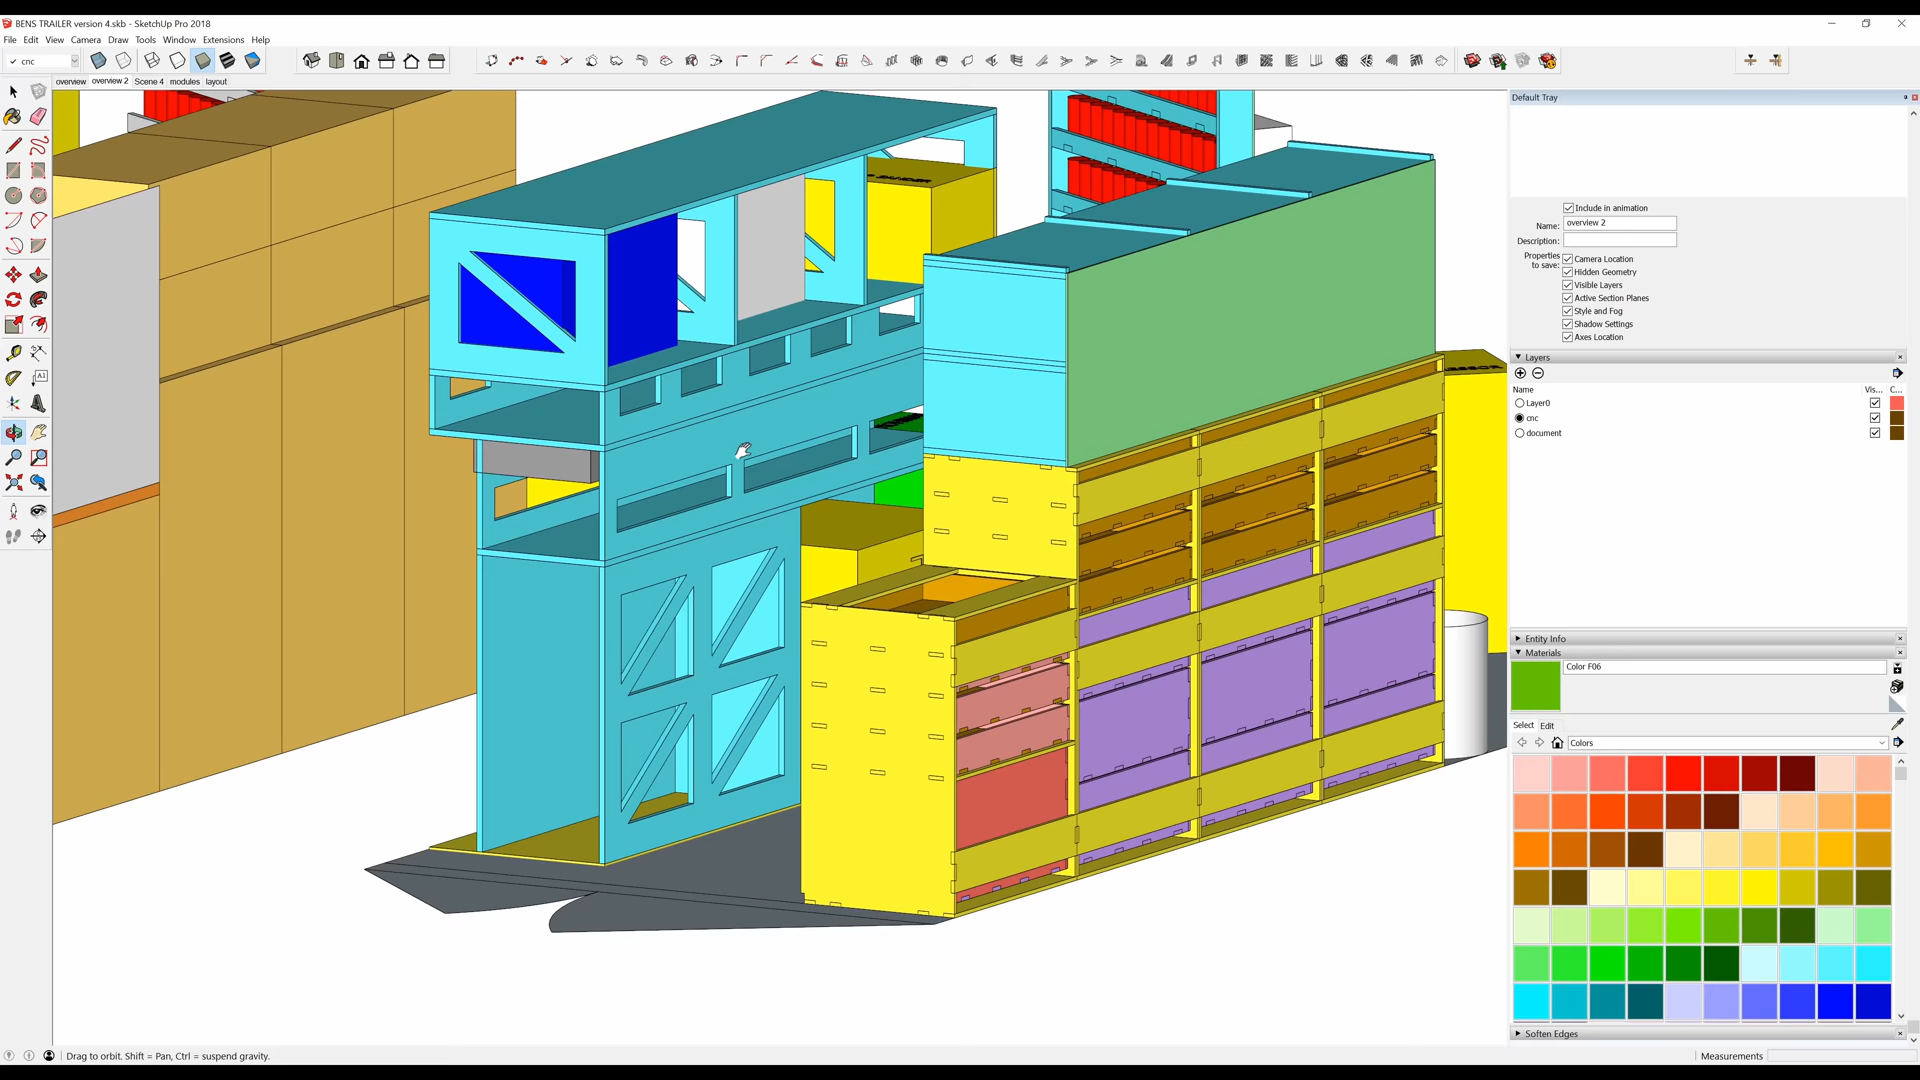 BENS TRAILER version 4.skb - SketchUp Pro 2018
File Edit View Camera Draw Tools Window Extensions Help
cnc
overview overview 2 Scene 4 modules layout
Default Tray
Include in animation
Name: overview 2
Description:
Properties to save:
Camera Location
Hidden Geometry
Visible Layers
Active Section Planes
Style and Fog
Shadow Settings
Axes Location
Layers
Name Vis... C...
Layer0
cnc
document
Entity Info
Materials
Color F06
Select Edit
Colors
Soften Edges
Drag to orbit. Shift = Pan, Ctrl = suspend gravity.
Measurements